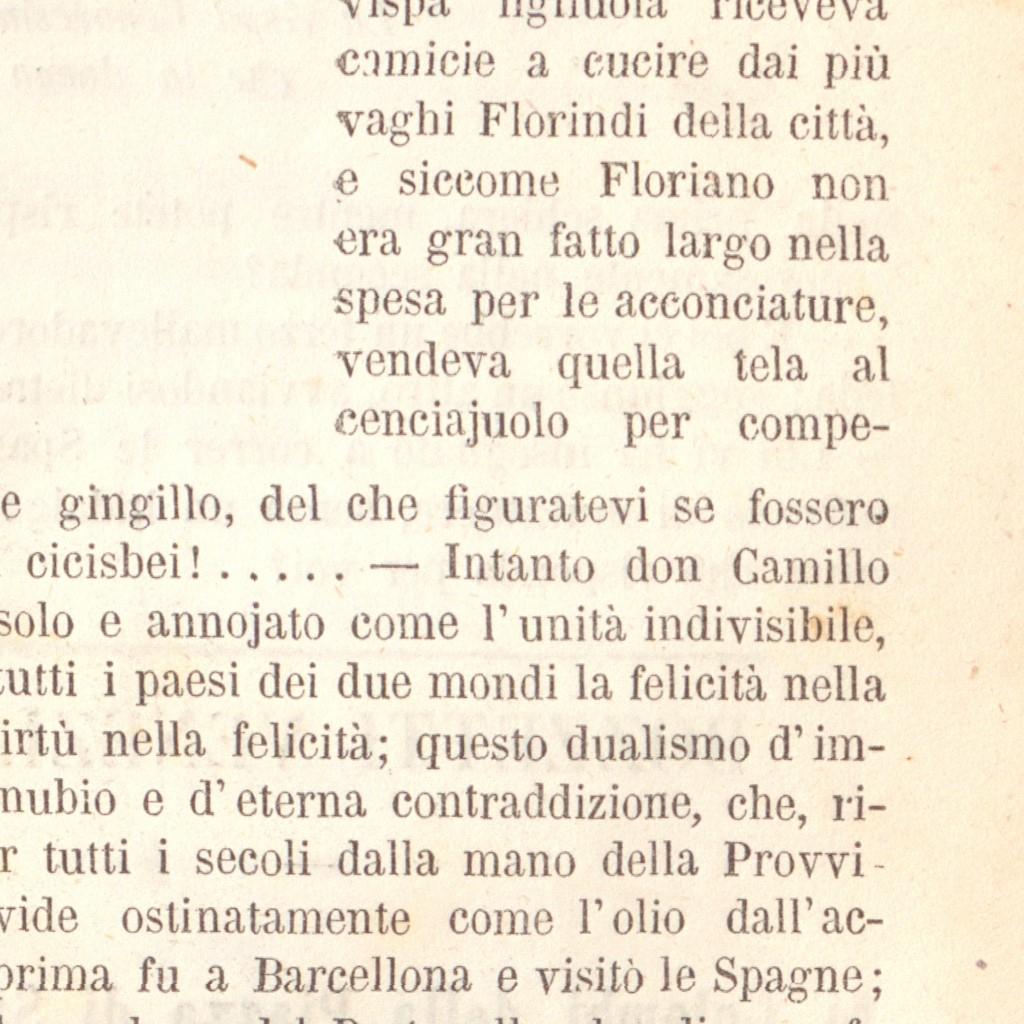 vispa figliuola riceveva
camicie a cucire dai più
vaghi Florindi della città,
e siccome Floriano non
era gran fatto largo nella
spesa per le acconciature,
vendeva quella tela al
cenciajuolo per compe-
e gingillo, del che figuratevi se fossero
cicisbei! . . . . . . — Intanto don Camillo
solo e annojato come l'unità indivisibile,
tutti i paesi dei due mondi la felicità nella
irtù nella felicità; questo dualismo d'im-
nubio e d'eterna contraddizione, che, ri-
r tutti i secoli dalla mano della Provvi-
vide ostinatamente come l'olio dall'ac-
prima fu a Barcellona e visitò le Spagne;